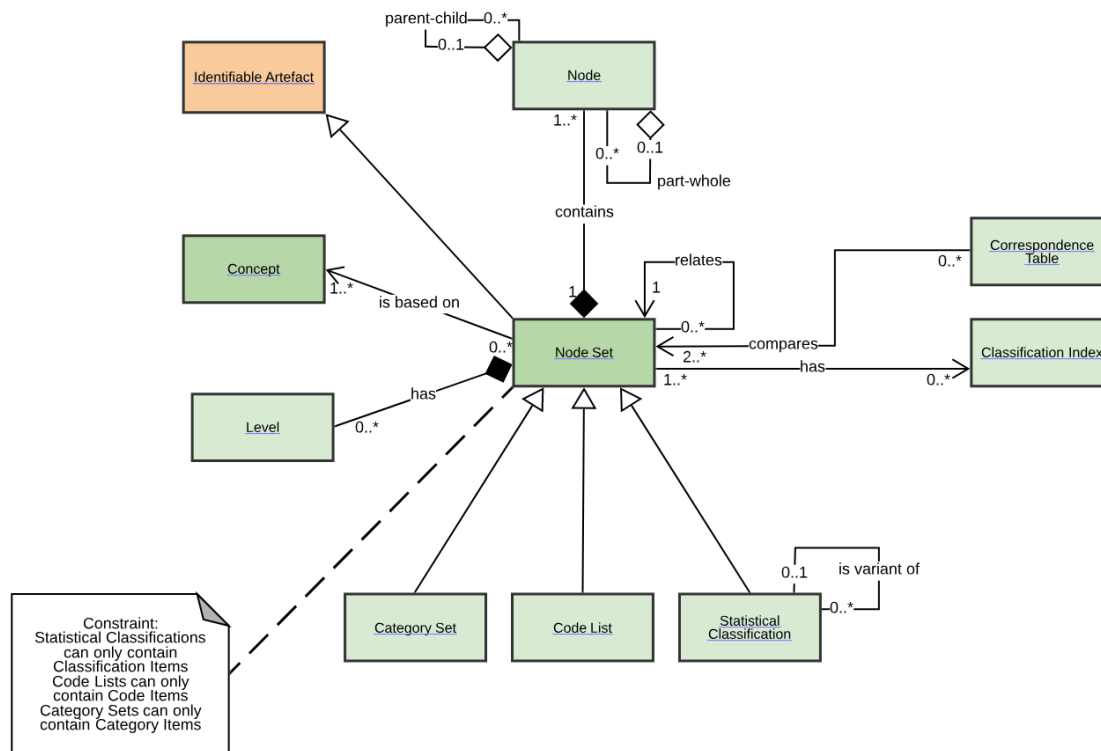 parent-child
0..*
0..1
Identifiable Artefact
Node
1..*
0..*
0..1
part-whole
contains
Concept
1..*
is based on
relates
1
0..*
Correspondence
Table
0..*
1
0..*
Node Set
compares
2..*
Classification Index
has
1..*
0..*
has
Level
0..*
0..1
is variant of
0..*
Category Set
Code List
Statistical
Classification
Constraint:
Statistical Classifications
can only contain
Classification Items
Code Lists can only
contain Code Items
Category Sets can only
contain Category Items